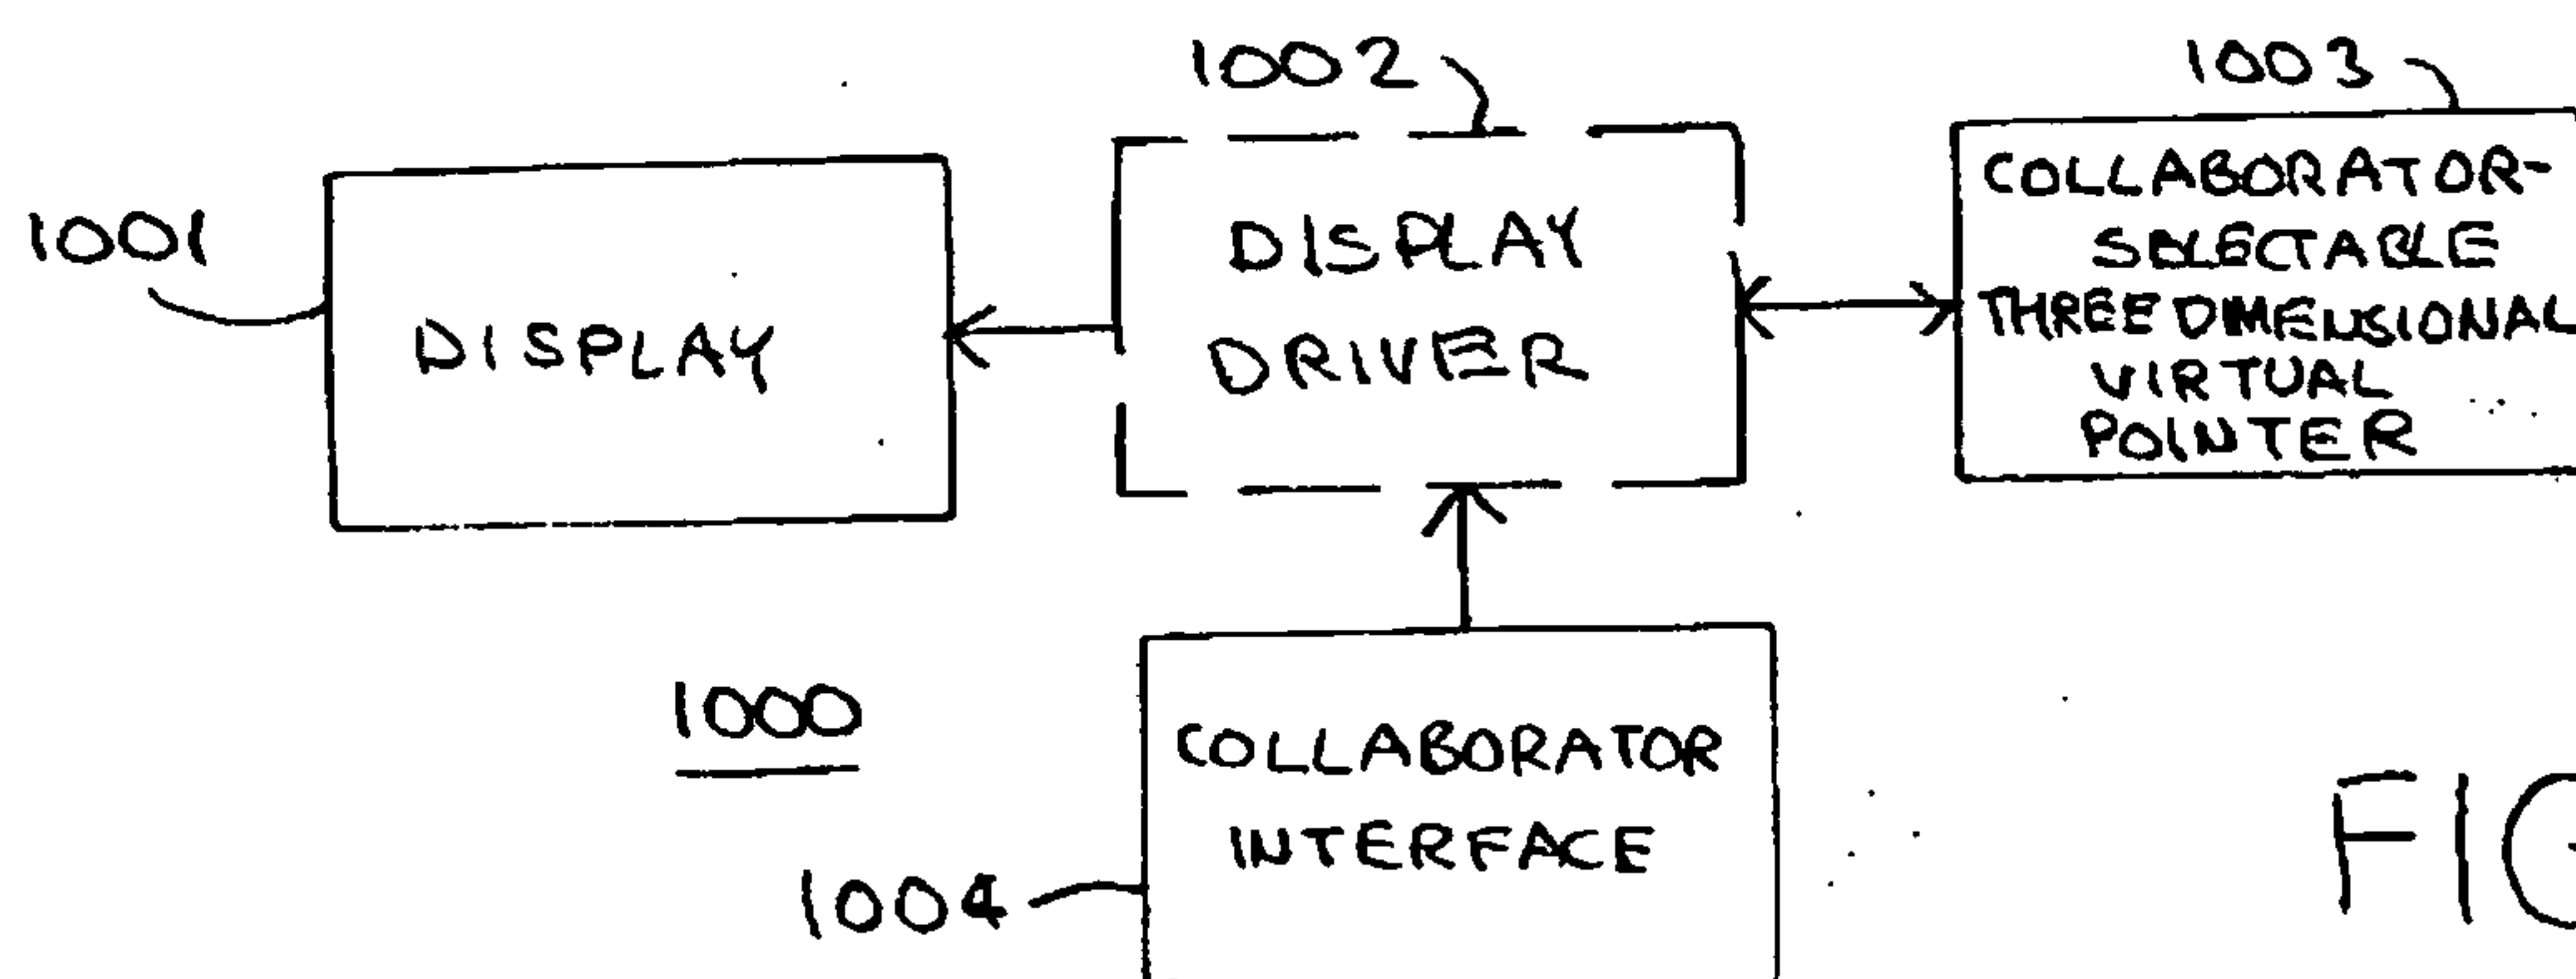 1002
1003
1001
DISPLAY
DISPLAY
DRIVER
COLLABORATOR-
SELECTABLE
THREE DIMENSIONAL
VIRTUAL
POINTER
1000
COLLABORATOR
INTERFACE
1004
FIG